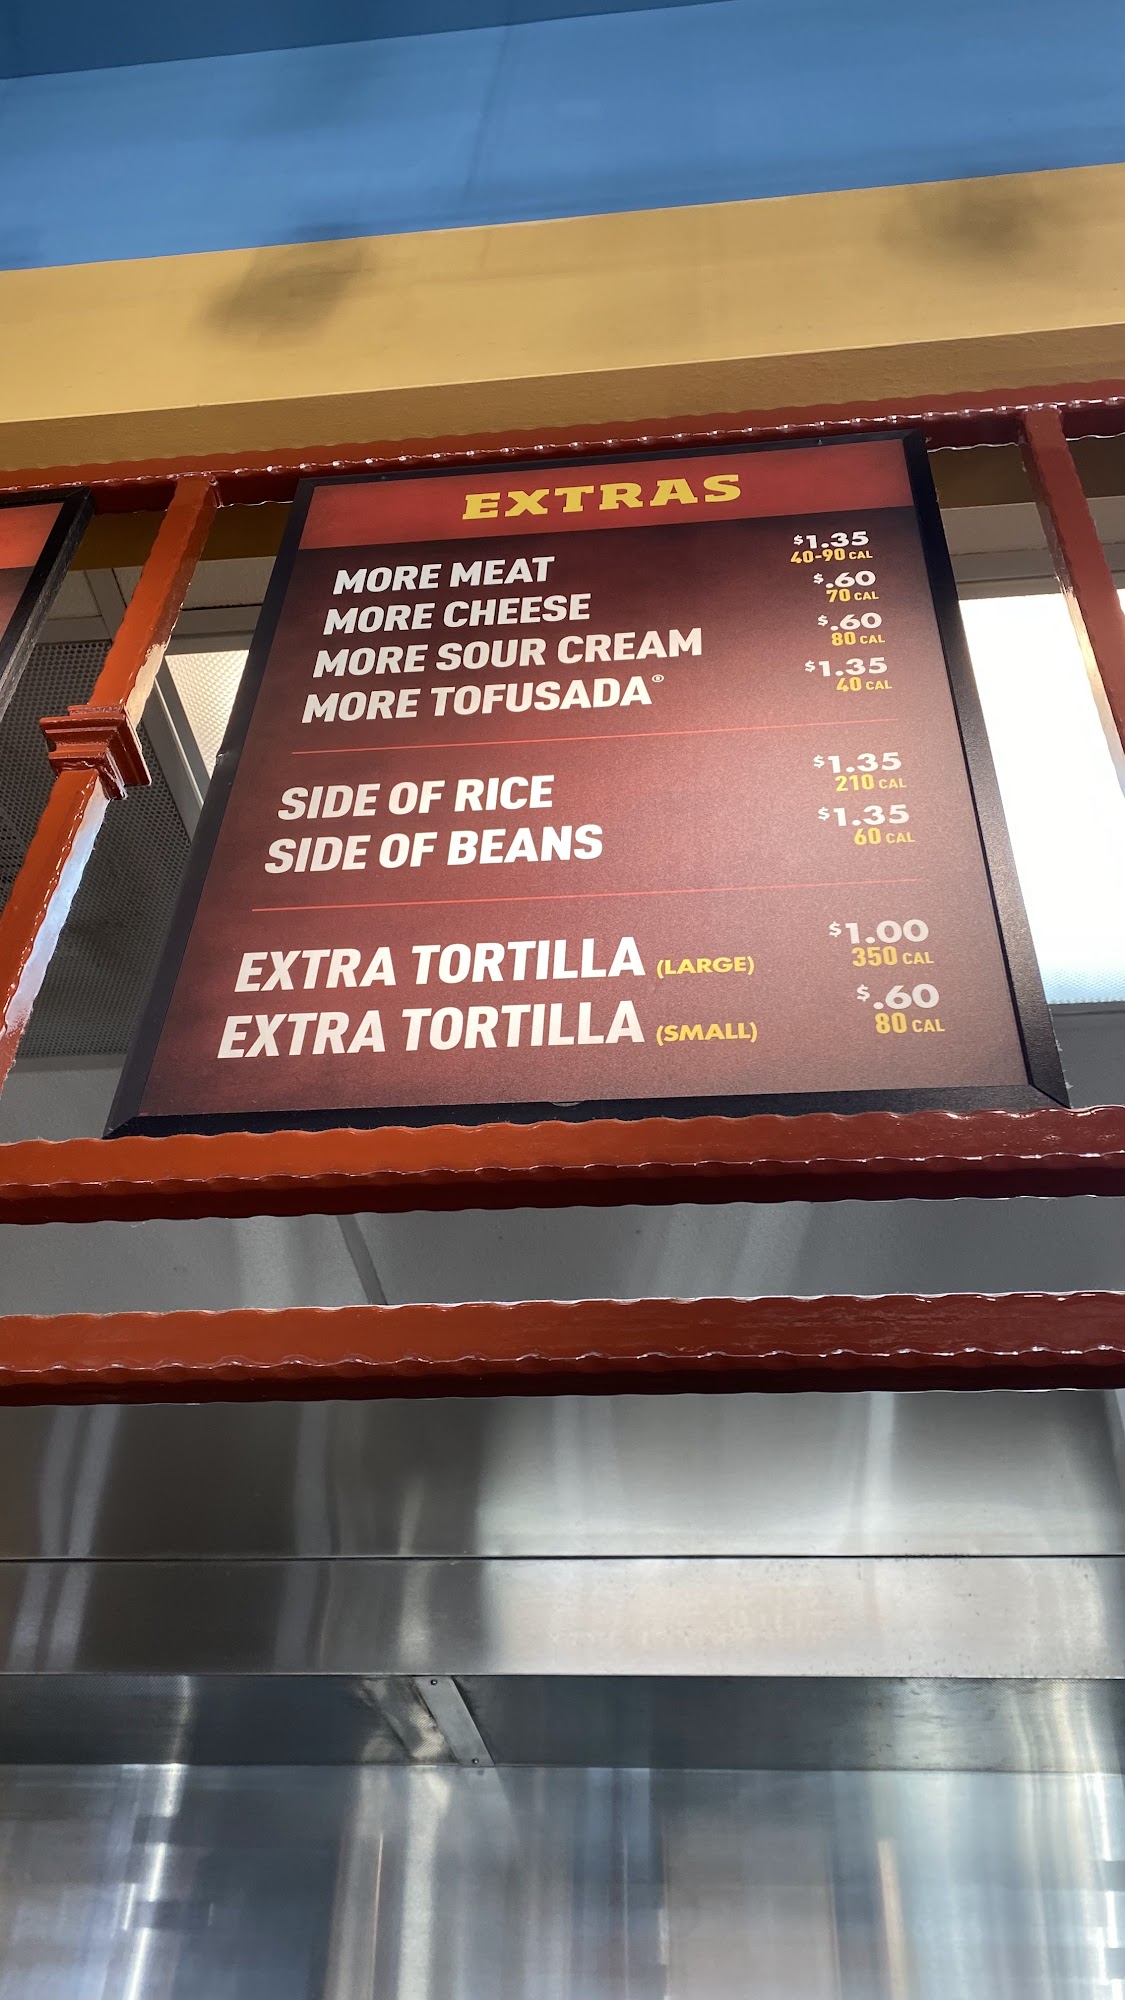 EXTRAS
MORE MEAT $1.35
40-90 CAL
MORE CHEESE $.60
70 CAL
MORE SOUR CREAM $.60
80 CAL
MORE TOFUSADA® $1.35
40 CAL
SIDE OF RICE $1.35
210 CAL
SIDE OF BEANS $1.35
60 CAL
EXTRA TORTILLA (LARGE) $1.00
350 CAL
EXTRA TORTILLA (SMALL) $.60
80 CAL